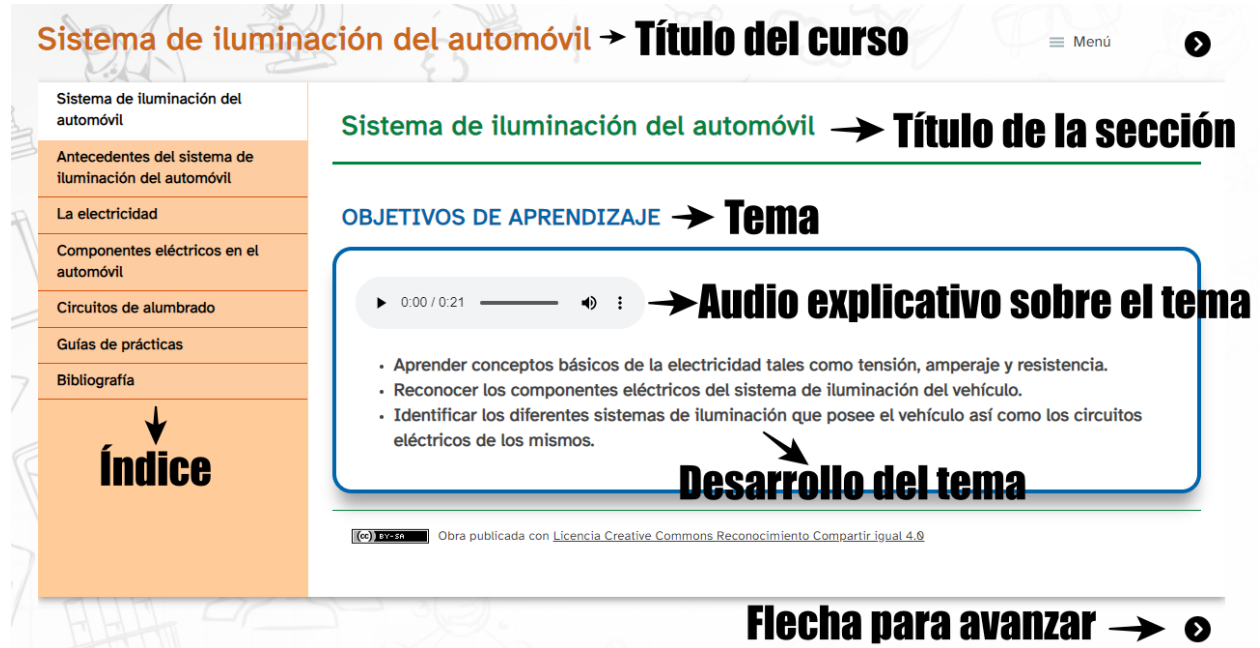 Sistema de iluminación del automóvil
Título del curso
Menú
Sistema de iluminación del
automóvil
Antecedentes del sistema de
iluminación del automóvil
La electricidad
Componentes eléctricos en el
automóvil
Circuitos de alumbrado
Guías de prácticas
Bibliografía
Índice
Sistema de iluminación del automóvil
Título de la sección
OBJETIVOS DE APRENDIZAJE
Tema
0:00 / 0:21
Audio explicativo sobre el tema
• Aprender conceptos básicos de la electricidad tales como tensión, amperaje y resistencia.
• Reconocer los componentes eléctricos del sistema de iluminación del vehículo.
• Identificar los diferentes sistemas de iluminación que posee el vehículo así como los circuitos
eléctricos de los mismos.
Desarrollo del tema
(cc) BY-SA
Obra publicada con Licencia Creative Commons Reconocimiento Compartir igual 4.0
Flecha para avanzar